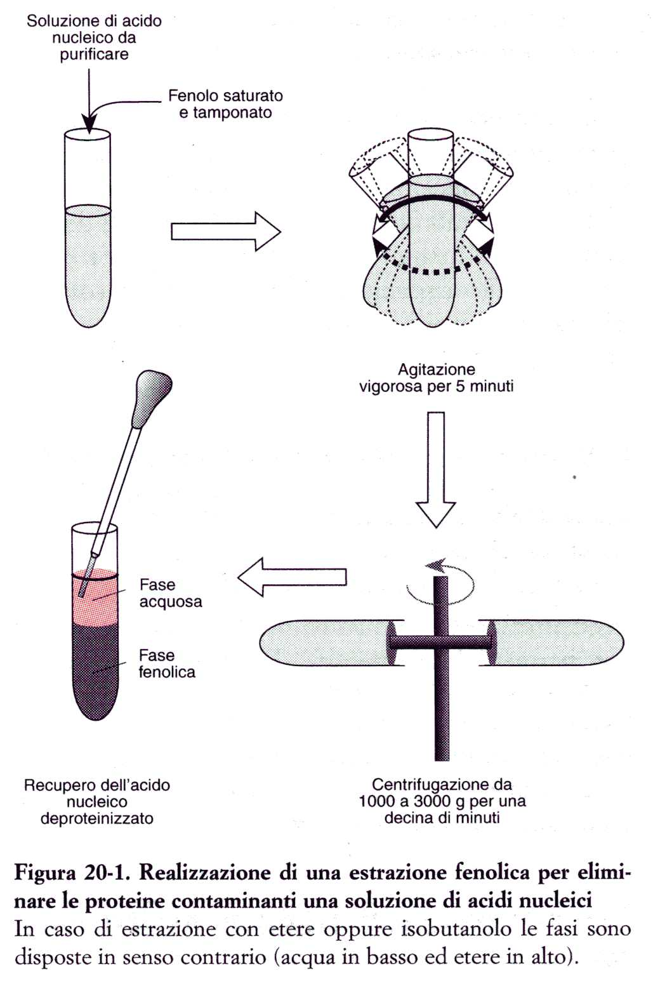 Soluzione di acido
nucleico da
purificare
Fenolo saturato
e tamponato
Agitazione
vigorosa per 5 minuti
Fase
acquosa
Fase
fenolica
Recupero dell'acido
nucleico
deproteinizzato
Centrifugazione da
1000 a 3000 g per una
decina di minuti
Figura 20-1. Realizzazione di una estrazione fenolica per elimi-
nare le proteine contaminanti una soluzione di acidi nucleici
In caso di estrazione con etere oppure isobutanolo le fasi sono
disposte in senso contrario (acqua in basso ed etere in alto).